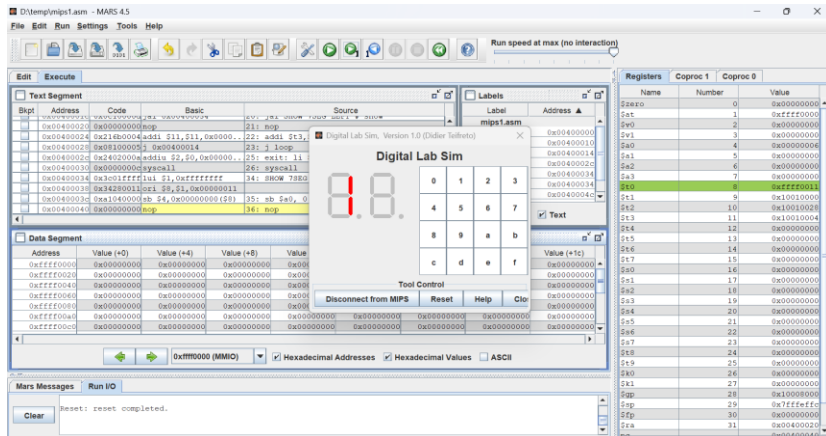 D:\temp\mips1.asm - MARS 4.5
File Edit Run Settings Tools Help
Run speed at max (no interaction)
Edit Execute
Text Segment
Bkpt Address Code Basic Source
0x00400020 0x00000000 nop 21: nop
0x00400024 0x216b0004 addi $11,$11,0x0000... 22: addi $t3,
0x00400028 0x08100005 j 0x00400014 23: j loop
0x0040002c 0x2402000a addiu $2,$0,0x00000... 25: exit: li
0x00400030 0x0000000c syscall 26: syscall
0x00400034 0x3c01ffff lui $1,0xffffffff 34: SHOW_7SEG
0x00400038 0x34280011 ori $8,$1,0x00000011
0x0040003c 0xa1040000 sb $4,0x00000000($8) 35: sb $a0, 0
0x00400040 0x00000000 nop 36: nop
Labels
Label Address ▲
mips1.asm
0x00400000
0x00400010
0x00400014
0x0040002c
0x00400034
0x00400034
0x0040004c
Text
Digital Lab Sim, Version 1.0 (Didier Teifreto)
Digital Lab Sim
0 1 2 3
4 5 6 7
8 9 a b
c d e f
Tool Control
Disconnect from MIPS Reset Help Clo
Data Segment
Address Value (+0) Value (+4) Value (+8) Value Value (+1c)
0xffff0000 0x00000000 0x00000000 0x00000000 0x00000000
0xffff0020 0x00000000 0x00000000 0x00000000 0x00000000
0xffff0040 0x00000000 0x00000000 0x00000000 0x00000000
0xffff0060 0x00000000 0x00000000 0x00000000 0x00000000
0xffff0080 0x00000000 0x00000000 0x00000000 0x00000000
0xffff00a0 0x00000000 0x00000000 0x00000000 0x00000000
0xffff00c0 0x00000000 0x00000000 0x00000000 0x00000000 0x00000000 0x00000000 0x00000000 0x00000000
0xffff0000 (MMIO) Hexadecimal Addresses Hexadecimal Values ASCII
Mars Messages Run I/O
Reset: reset completed.
Clear
Registers Coproc 1 Coproc 0
Name Number Value
$zero 0 0x00000000
$at 1 0xffff0000
$v0 2 0x00000000
$v1 3 0x00000000
$a0 4 0x00000006
$a1 5 0x00000000
$a2 6 0x00000000
$a3 7 0x00000000
$t0 8 0xffff0011
$t1 9 0x10010000
$t2 10 0x10010028
$t3 11 0x10010004
$t4 12 0x00000000
$t5 13 0x00000000
$t6 14 0x00000000
$t7 15 0x00000000
$s0 16 0x00000000
$s1 17 0x00000000
$s2 18 0x00000000
$s3 19 0x00000000
$s4 20 0x00000000
$s5 21 0x00000000
$s6 22 0x00000000
$s7 23 0x00000000
$t8 24 0x00000000
$t9 25 0x00000000
$k0 26 0x00000000
$k1 27 0x00000000
$gp 28 0x10008000
$sp 29 0x7fffeffc
$fp 30 0x00000000
$ra 31 0x00400020